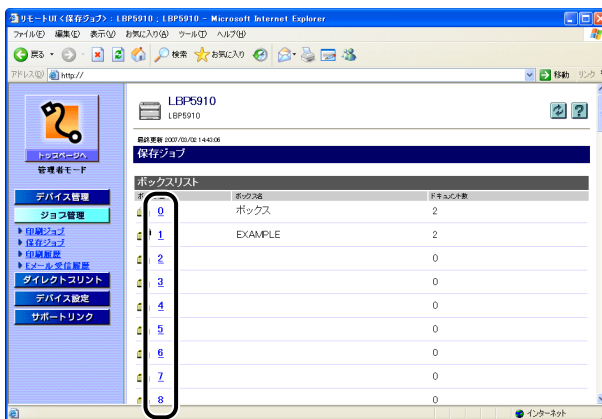 リモートUI <保存ジョブ> : LBP5910 ; LBP5910 - Microsoft Internet Explorer
ファイル(F) 編集(E) 表示(V) お気に入り(A) ツール(T) ヘルプ(H)
戻る 検索 お気に入り
アドレス(D) http:// 移動 リンク
LBP5910
LBP5910
トップページへ
管理者モード
最終更新 2007/03/02 14:43:06
保存ジョブ
デバイス管理
ジョブ管理
印刷ジョブ
保存ジョブ
印刷履歴
Eメール受信履歴
ダイレクトプリント
デバイス設定
サポートリンク
ボックスリスト
ボックス名 ドキュメント数
0 ボックス 2
1 EXAMPLE 2
2 0
3 0
4 0
5 0
6 0
7 0
8 0
インターネット